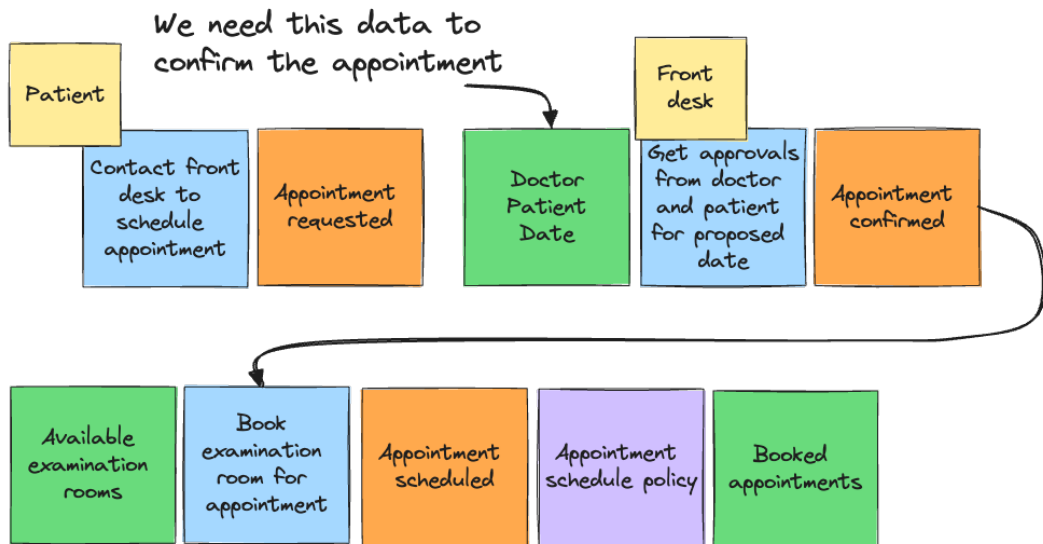 We need this data to
confirm the appointment
Patient
Contact front
desk to
schedule
appointment
Appointment
requested
Doctor
Patient
Date
Front
desk
Get approvals
from doctor
and patient
for proposed
date
Appointment
confirmed
Available
examination
rooms
Book
examination
room for
appointment
Appointment
scheduled
Appointment
schedule policy
Booked
appointments